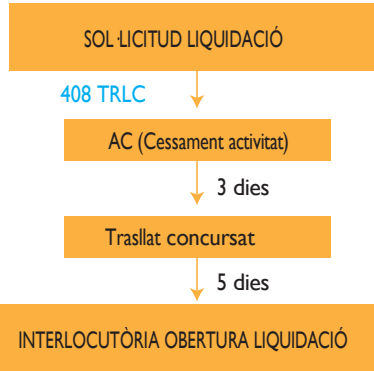 SOL·LICITUD LIQUIDACIÓ
408 TRLC
AC (Cessament activitat)
3 dies
Trasllat concursat
5 dies
INTERLOCUTÒRIA OBERTURA LIQUIDACIÓ